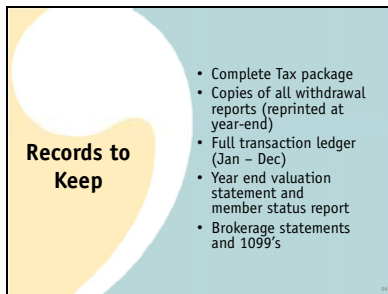 Records to
Keep
• Complete Tax package
• Copies of all withdrawal
reports (reprinted at
year-end)
• Full transaction ledger
(Jan – Dec)
• Year end valuation
statement and
member status report
• Brokerage statements
and 1099's